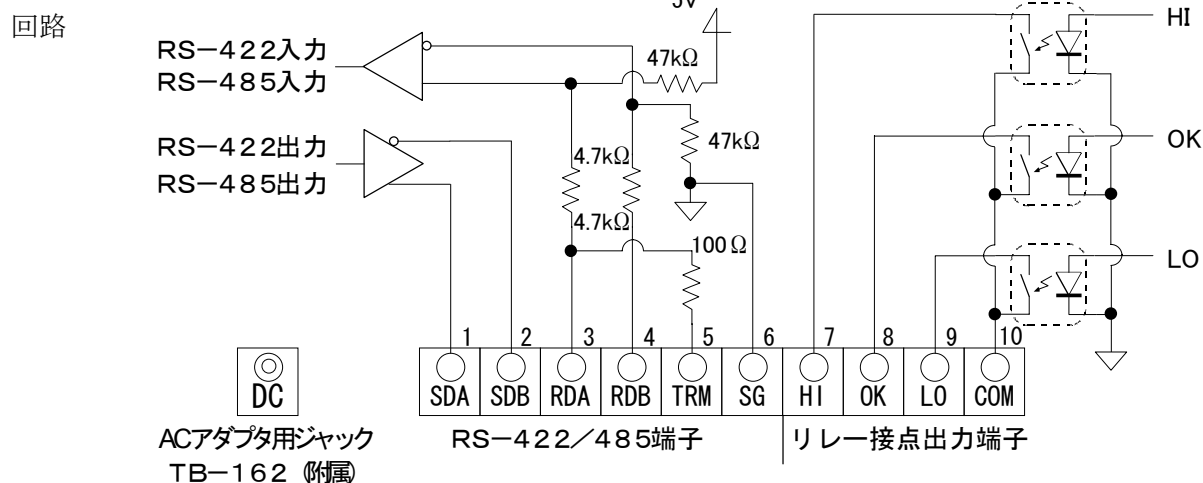 回路
5V
HI
RS-422入力
RS-485入力
47kΩ
RS-422出力
RS-485出力
4.7kΩ
47kΩ
OK
4.7kΩ
100Ω
LO
1 2 3 4 5 6 7 8 9 10
DC
SDA SDB RDA RDB TRM SG HI OK LO COM
ACアダプタ用ジャック
RS-422/485端子
リレー接点出力端子
TB-162(附属)